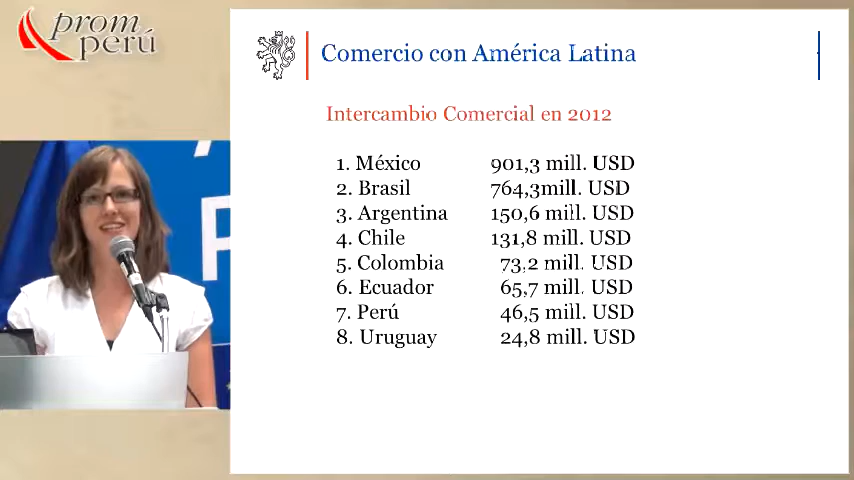 prom
perú
Comercio con América Latina
Intercambio Comercial en 2012
1. México 901,3 mill. USD
2. Brasil 764,3mill. USD
3. Argentina 150,6 mill. USD
4. Chile 131,8 mill. USD
5. Colombia 73,2 mill. USD
6. Ecuador 65,7 mill. USD
7. Perú 46,5 mill. USD
8. Uruguay 24,8 mill. USD